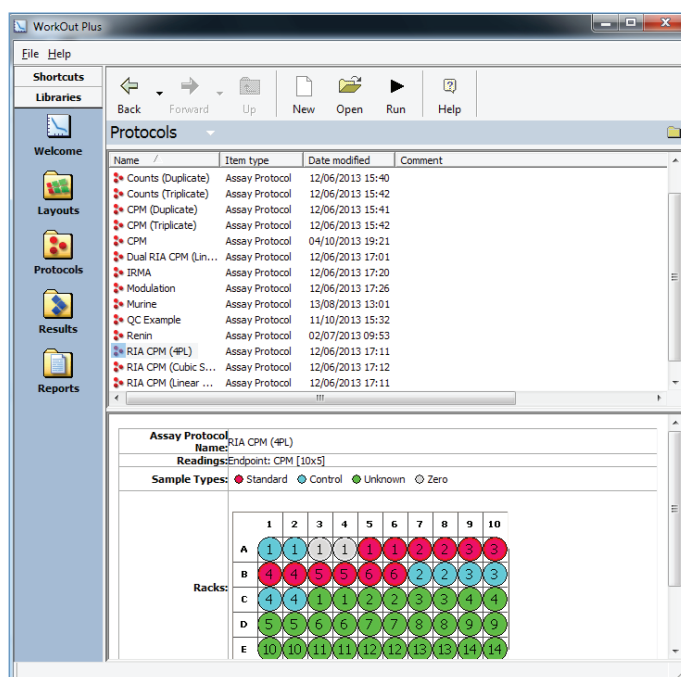 WorkOut Plus
File Help
Shortcuts
Libraries
Welcome
Layouts
Protocols
Results
Reports
Back Forward Up New Open Run Help
Protocols
Name Item type Date modified Comment
Counts (Duplicate) Assay Protocol 12/06/2013 15:40
Counts (Triplicate) Assay Protocol 12/06/2013 15:42
CPM (Duplicate) Assay Protocol 12/06/2013 15:41
CPM (Triplicate) Assay Protocol 12/06/2013 15:42
CPM Assay Protocol 04/10/2013 19:21
Dual RIA CPM (Lin... Assay Protocol 12/06/2013 17:01
IRMA Assay Protocol 12/06/2013 17:20
Modulation Assay Protocol 12/06/2013 17:26
Murine Assay Protocol 13/08/2013 13:01
QC Example Assay Protocol 11/10/2013 15:32
Renin Assay Protocol 02/07/2013 09:53
RIA CPM (4PL) Assay Protocol 12/06/2013 17:11
RIA CPM (Cubic S... Assay Protocol 12/06/2013 17:12
RIA CPM (Linear ... Assay Protocol 12/06/2013 17:11
Assay Protocol
Name: RIA CPM (4PL)
Readings: Endpoint: CPM [10x5]
Sample Types: Standard Control Unknown Zero
Racks:
1 2 3 4 5 6 7 8 9 10
A 1 1 1 1 1 1 2 2 3 3
B 4 4 5 5 6 6 2 2 3 3
C 4 4 1 1 2 2 3 3 4 4
D 5 5 6 6 7 7 8 8 9 9
E 10 10 11 11 12 12 13 13 14 14